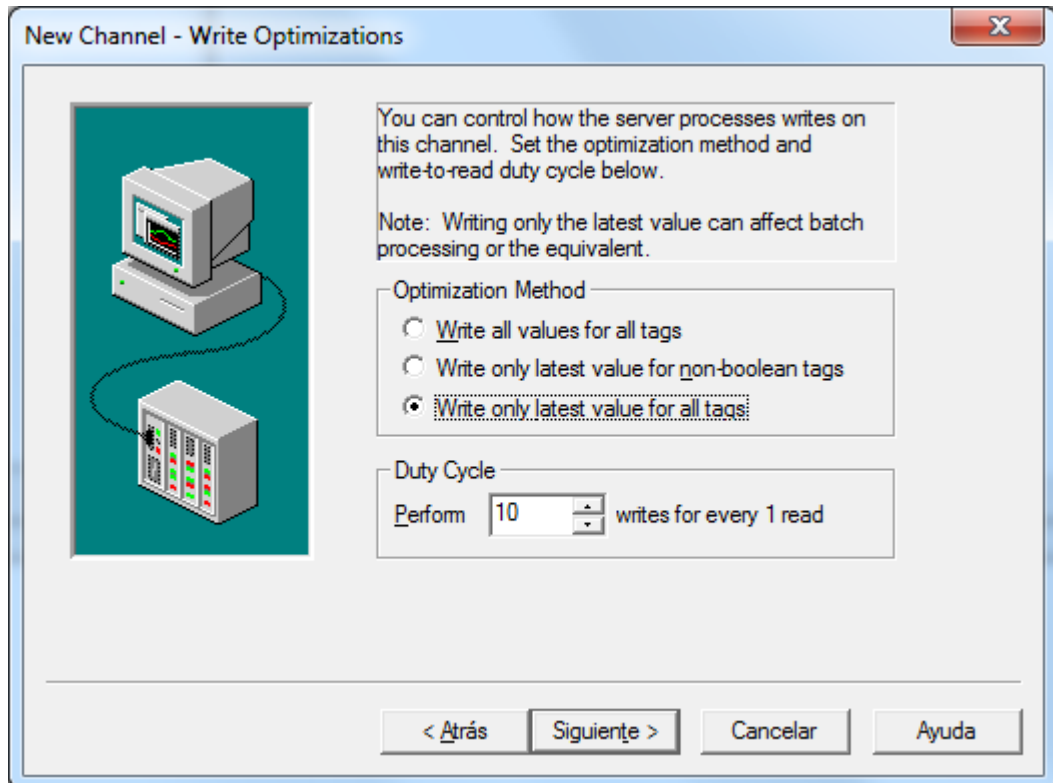 New Channel - Write Optimizations
You can control how the server processes writes on
this channel. Set the optimization method and
write-to-read duty cycle below.
Note: Writing only the latest value can affect batch
processing or the equivalent.
Optimization Method
Write all values for all tags
Write only latest value for non-boolean tags
Write only latest value for all tags
Duty Cycle
Perform 10 writes for every 1 read
< Atrás Siguiente > Cancelar Ayuda